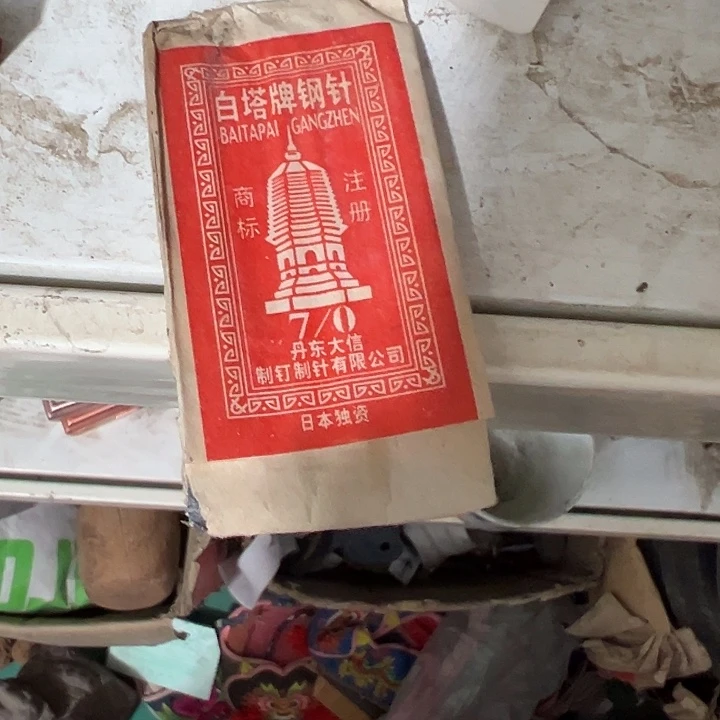 白塔牌钢针
BAITAPAI GANGZHEN
商标
注册
7/0
丹东大信
制钉制针有限公司
日本独资